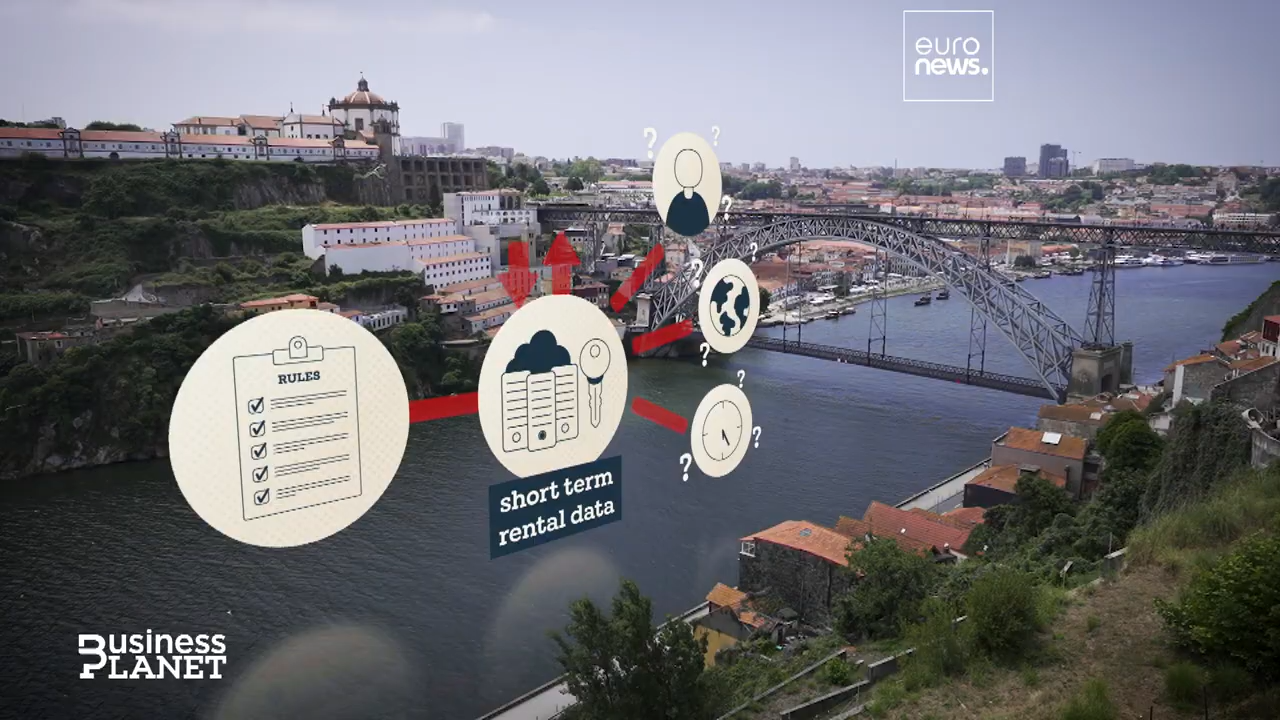 euro
news.
?
?
?
?
?
RULES
?
?
?
?
short term
rental data
Business
PLANET